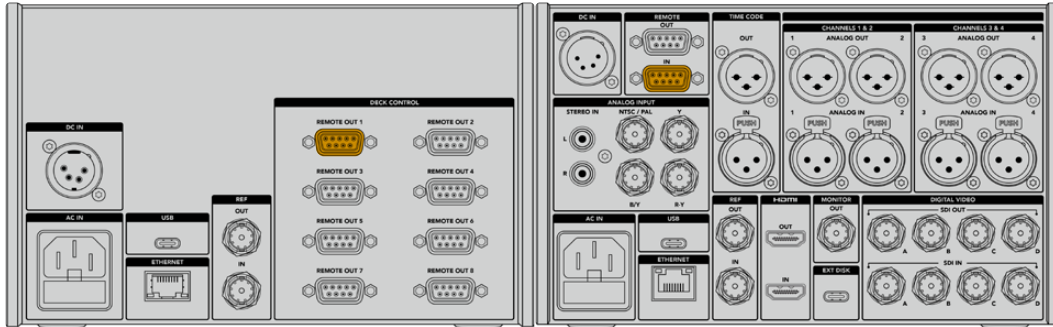 DECK CONTROL
REMOTE OUT 1
REMOTE OUT 2
DC IN
REMOTE OUT 3
REMOTE OUT 4
REF
OUT
AC IN
USB
REMOTE OUT 5
REMOTE OUT 6
ETHERNET
IN
REMOTE OUT 7
REMOTE OUT 8
DC IN
REMOTE
OUT
IN
TIME CODE
OUT
IN
PUSH
CHANNELS 1 & 2
1 ANALOG OUT 2
1 ANALOG IN 2
PUSH PUSH
CHANNELS 3 & 4
3 ANALOG OUT 4
3 ANALOG IN 4
PUSH PUSH
ANALOG INPUT
STEREO IN NTSC / PAL Y
L
R
B-Y R-Y
AC IN
USB
ETHERNET
REF
OUT
IN
HDMI
OUT
IN
MONITOR
OUT
EXT DISK
DIGITAL VIDEO
SDI OUT
A B C D
SDI IN
A B C D